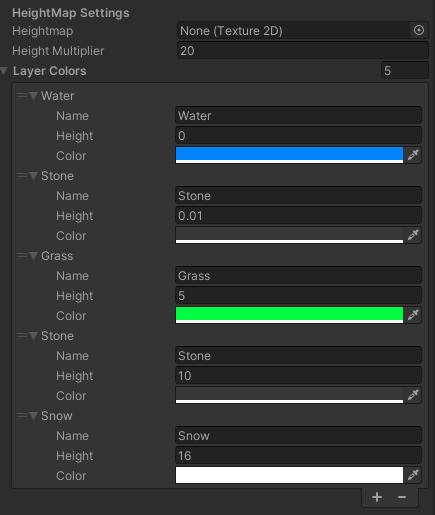 HeightMap Settings
Heightmap None (Texture 2D)
Height Multiplier 20
Layer Colors 5
Water
Name Water
Height 0
Color
Stone
Name Stone
Height 0.01
Color
Grass
Name Grass
Height 5
Color
Stone
Name Stone
Height 10
Color
Snow
Name Snow
Height 16
Color
+ −